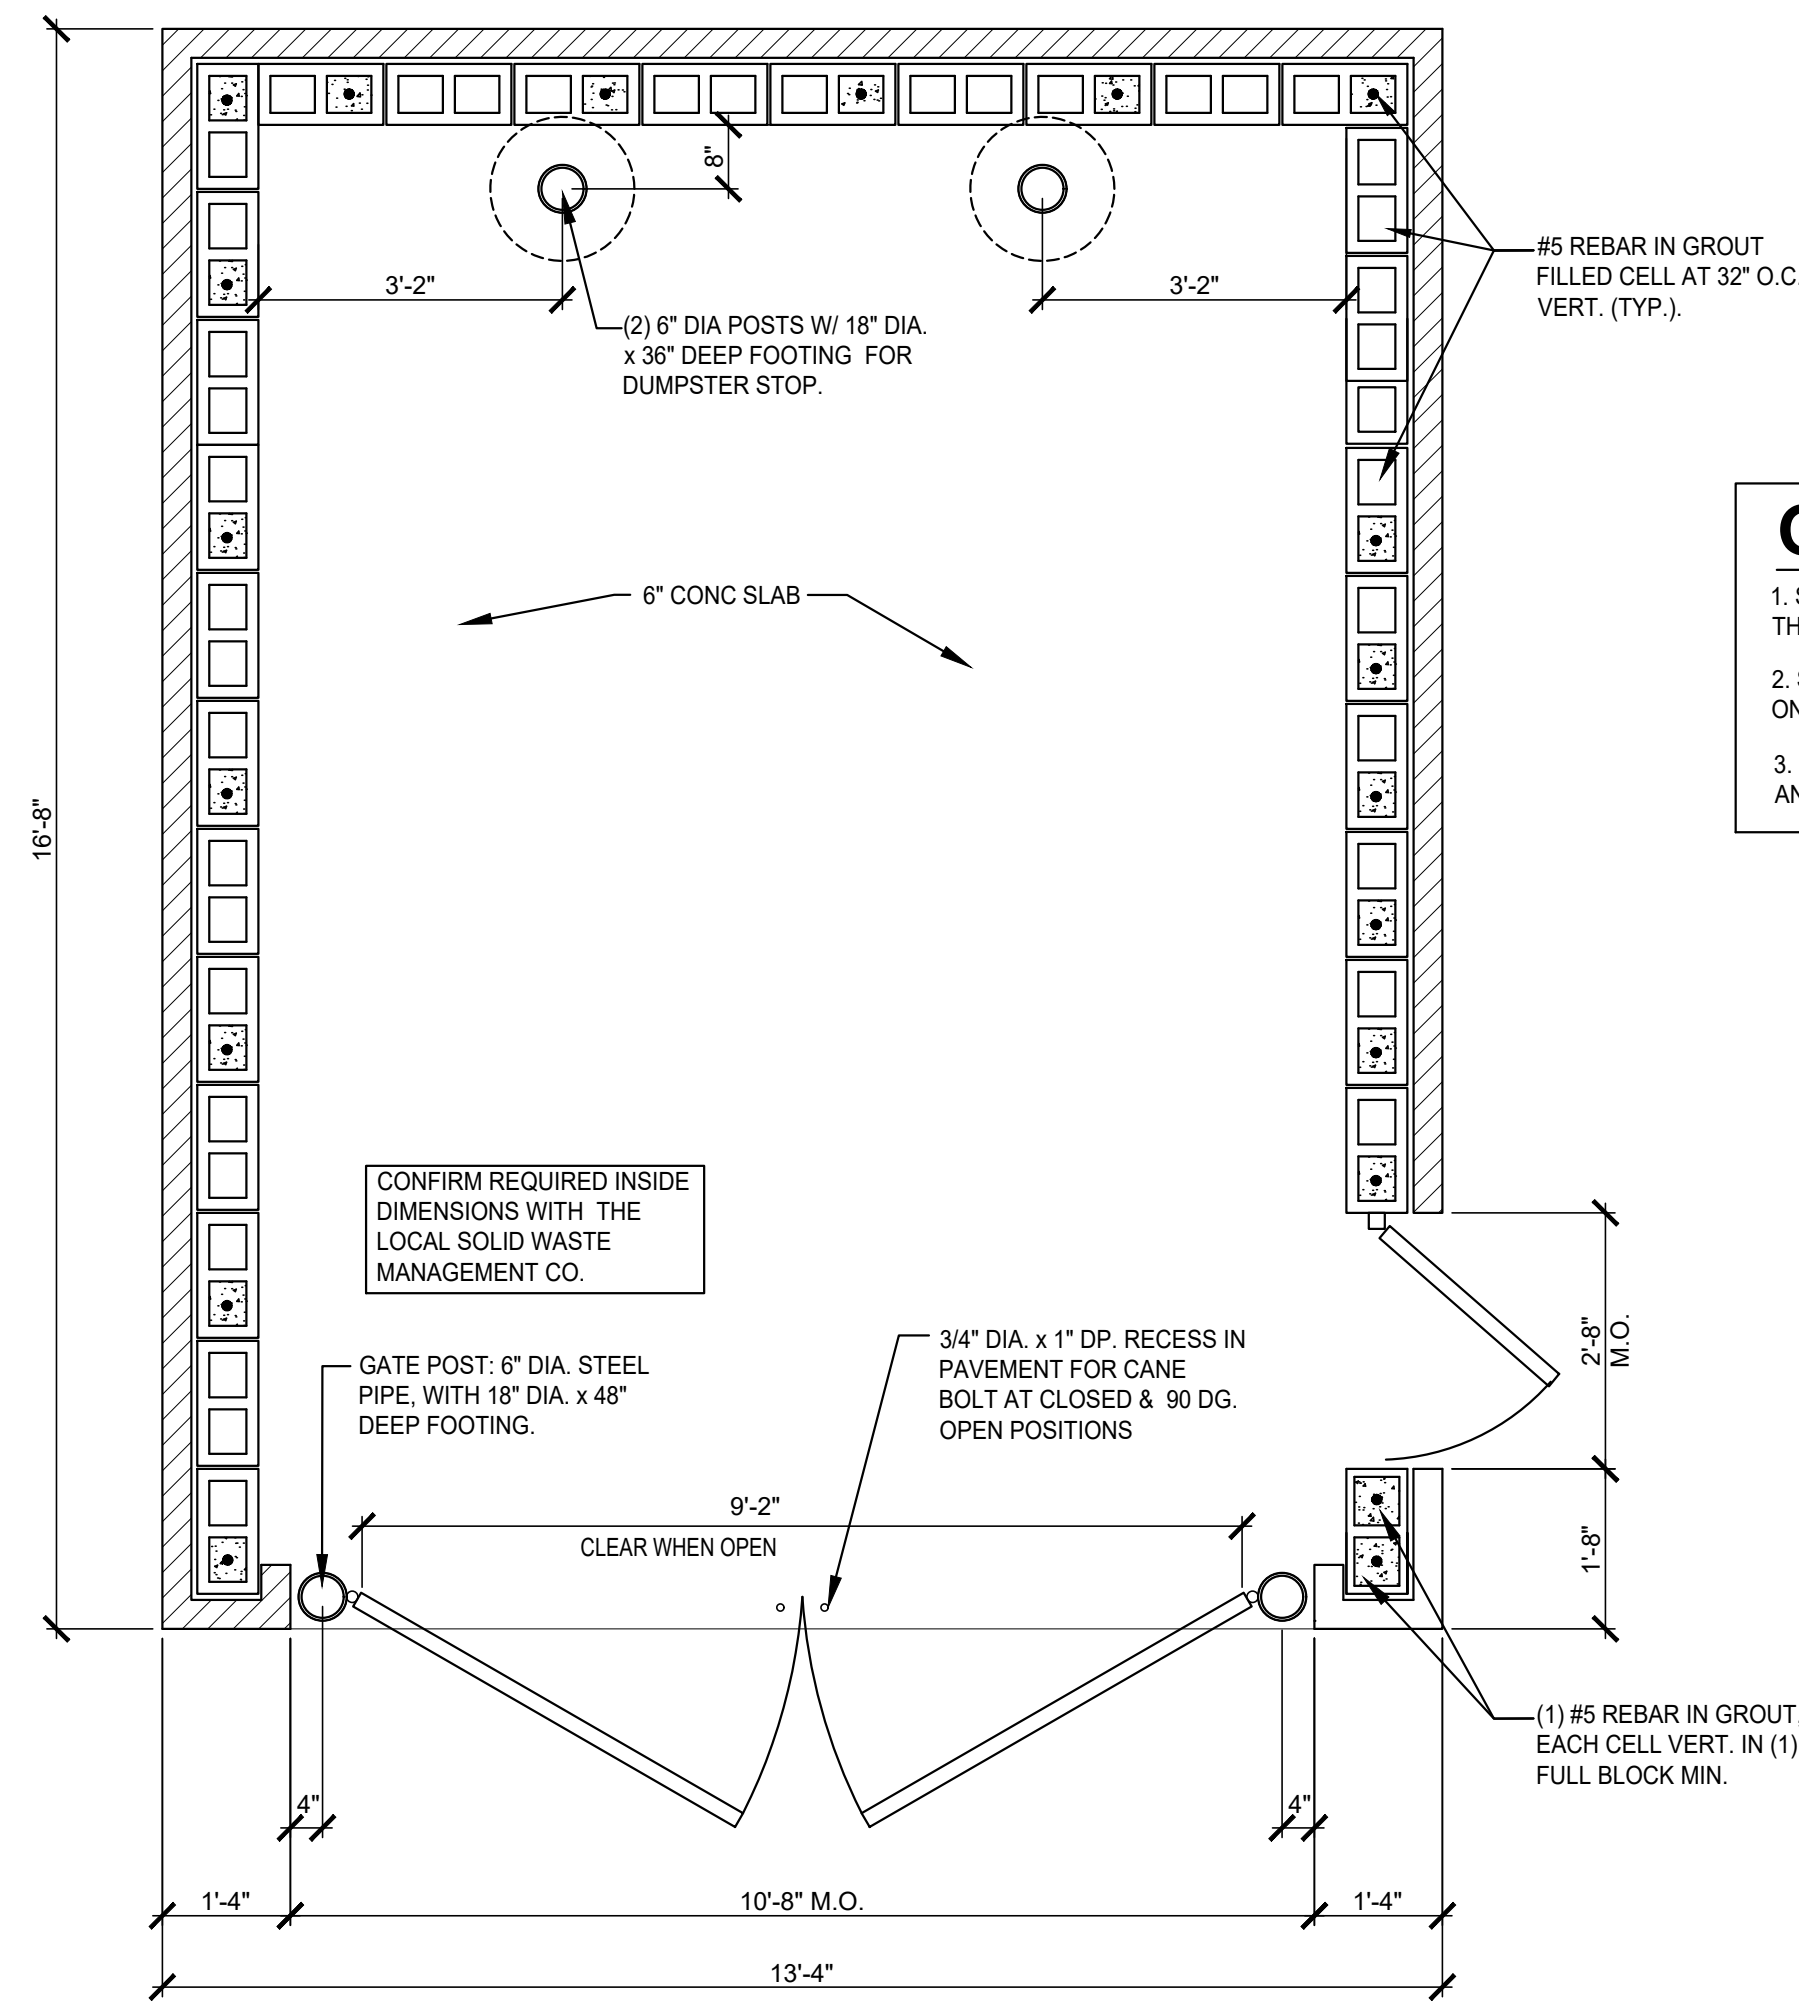 8"
3'-2"
3'-2"
(2) 6" DIA POSTS W/ 18" DIA.
x 36" DEEP FOOTING FOR
DUMPSTER STOP.
#5 REBAR IN GROUT
FILLED CELL AT 32" O.C.
VERT. (TYP.).
6" CONC SLAB
1.
2.
3.
16'-8"
CONFIRM REQUIRED INSIDE
DIMENSIONS WITH THE
LOCAL SOLID WASTE
MANAGEMENT CO.
GATE POST: 6" DIA. STEEL
PIPE, WITH 18" DIA. x 48"
DEEP FOOTING.
3/4" DIA. x 1" DP. RECESS IN
PAVEMENT FOR CANE
BOLT AT CLOSED & 90 DG.
OPEN POSITIONS
2'-8"
M.O.
9'-2"
CLEAR WHEN OPEN
1'-8"
(1) #5 REBAR IN GROUT,
EACH CELL VERT. IN (1)
FULL BLOCK MIN.
4"
4"
1'-4"
10'-8" M.O.
1'-4"
13'-4"